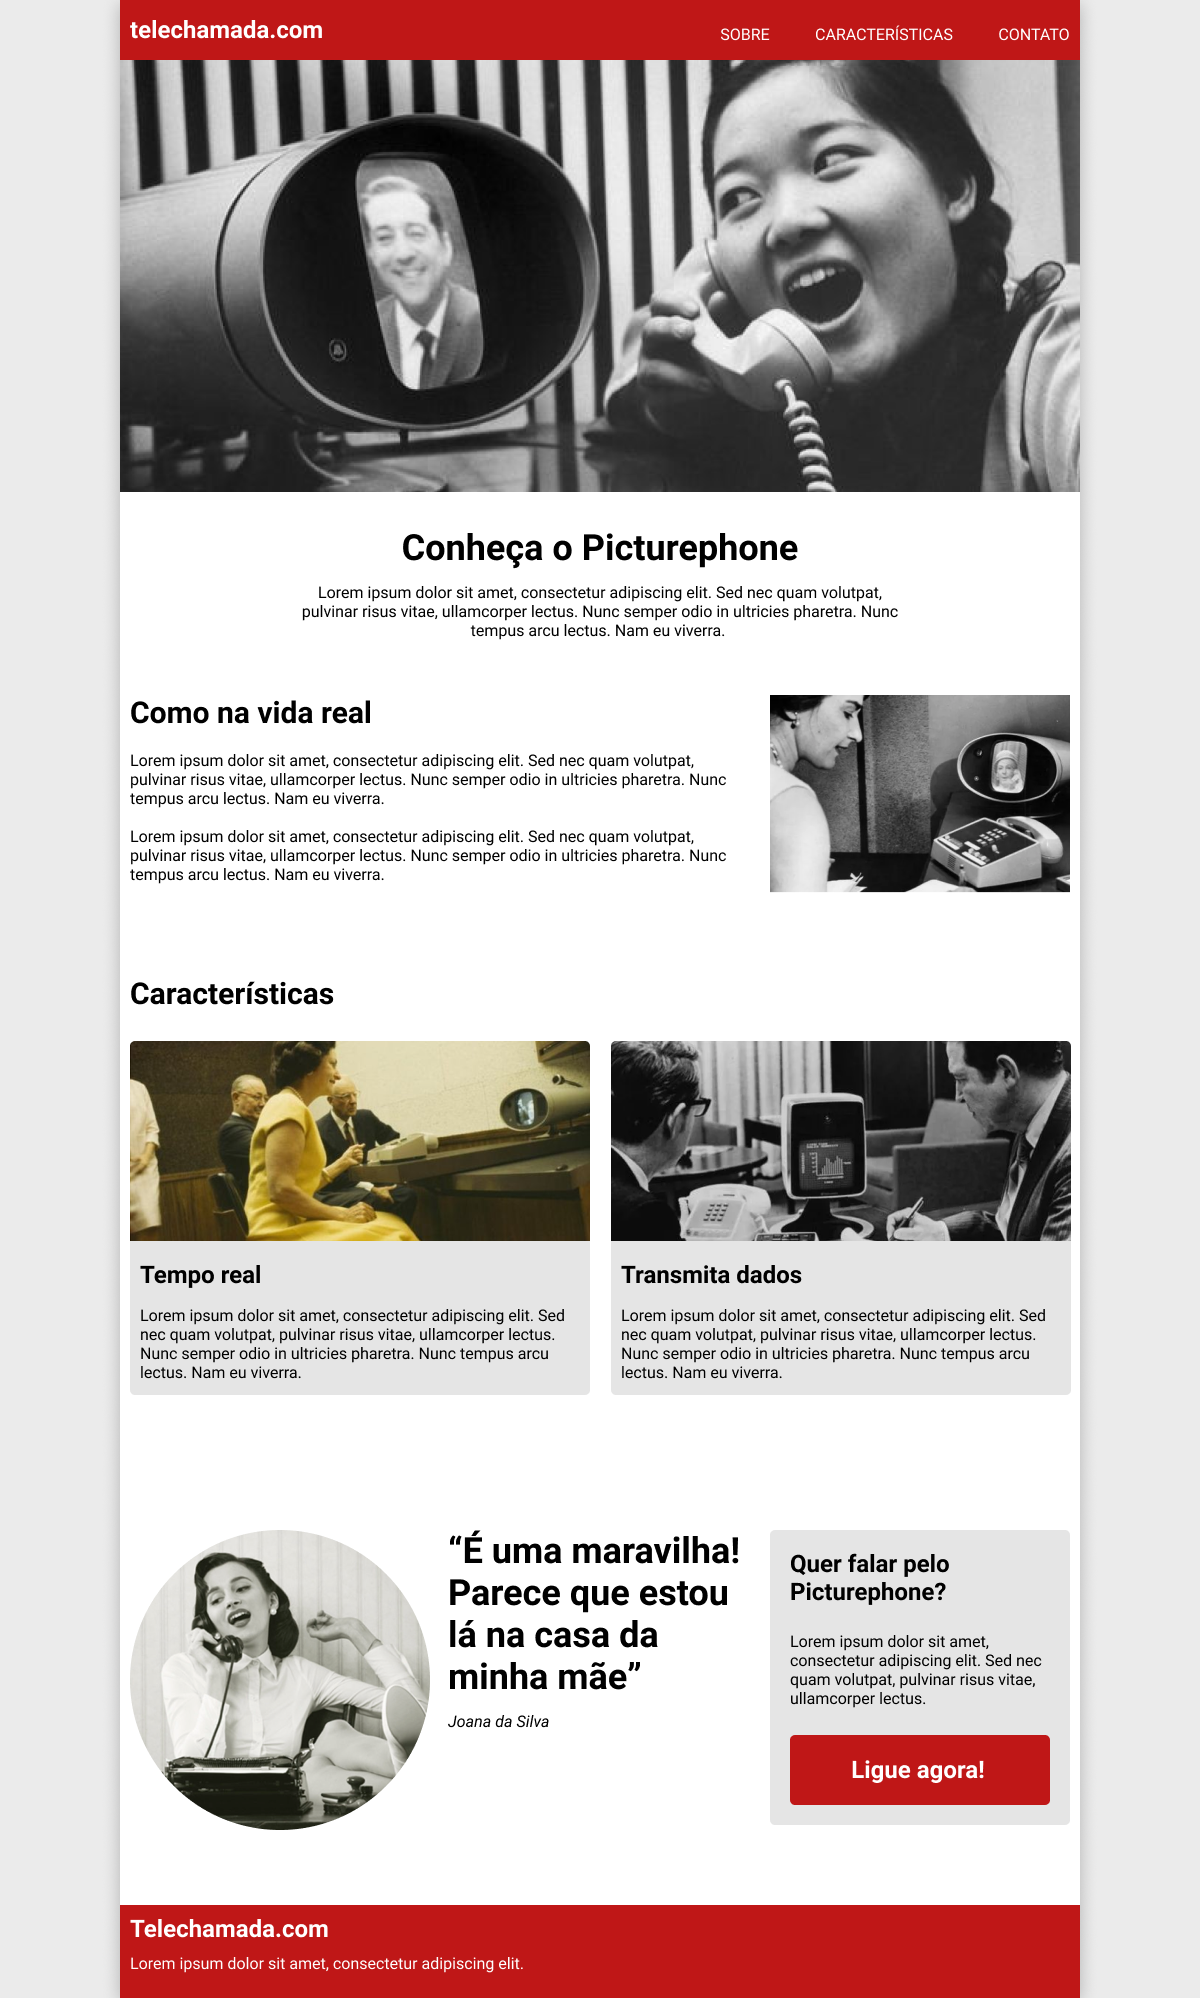 telechamada.com
SOBRE CARACTERÍSTICAS CONTATO
Conheça o Picturephone
Lorem ipsum dolor sit amet, consectetur adipiscing elit. Sed nec quam volutpat,
pulvinar risus vitae, ullamcorper lectus. Nunc semper odio in ultricies pharetra. Nunc
tempus arcu lectus. Nam eu viverra.
Como na vida real
Lorem ipsum dolor sit amet, consectetur adipiscing elit. Sed nec quam volutpat,
pulvinar risus vitae, ullamcorper lectus. Nunc semper odio in ultricies pharetra. Nunc
tempus arcu lectus. Nam eu viverra.
Lorem ipsum dolor sit amet, consectetur adipiscing elit. Sed nec quam volutpat,
pulvinar risus vitae, ullamcorper lectus. Nunc semper odio in ultricies pharetra. Nunc
tempus arcu lectus. Nam eu viverra.
Características
Tempo real
Lorem ipsum dolor sit amet, consectetur adipiscing elit. Sed
nec quam volutpat, pulvinar risus vitae, ullamcorper lectus.
Nunc semper odio in ultricies pharetra. Nunc tempus arcu
lectus. Nam eu viverra.
Transmita dados
Lorem ipsum dolor sit amet, consectetur adipiscing elit. Sed
nec quam volutpat, pulvinar risus vitae, ullamcorper lectus.
Nunc semper odio in ultricies pharetra. Nunc tempus arcu
lectus. Nam eu viverra.
“É uma maravilha!
Parece que estou
lá na casa da
minha mãe”
Joana da Silva
Quer falar pelo
Picturephone?
Lorem ipsum dolor sit amet,
consectetur adipiscing elit. Sed nec
quam volutpat, pulvinar risus vitae,
ullamcorper lectus.
Ligue agora!
Telechamada.com
Lorem ipsum dolor sit amet, consectetur adipiscing elit.